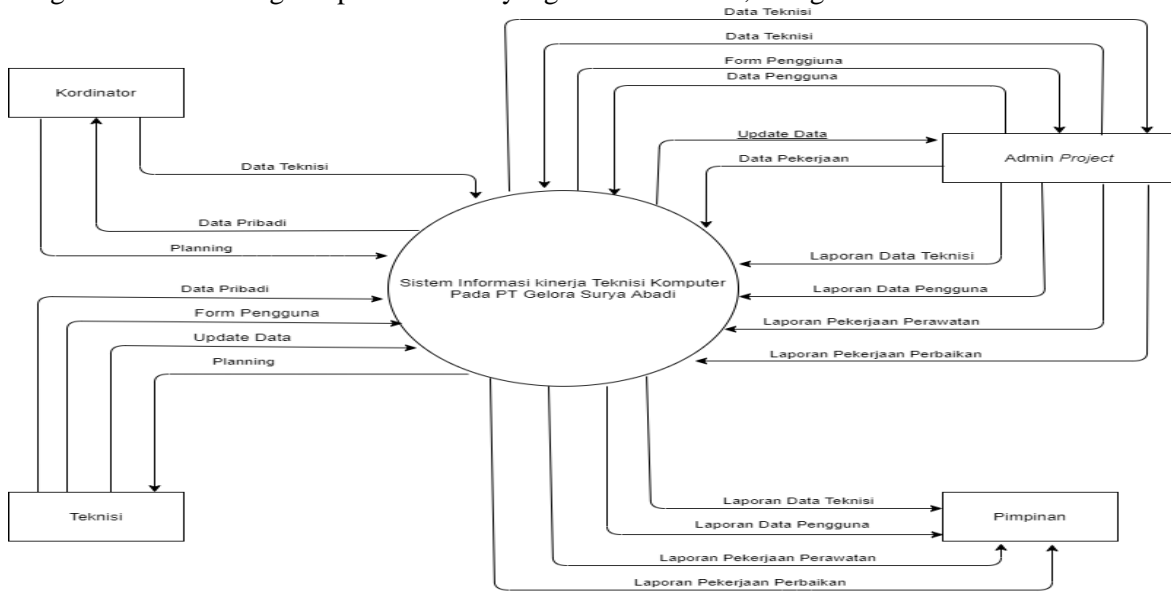 Data Teknisi
Data Teknisi
Form Penggiuna
Data Pengguna
Kordinator
Update Data
Admin Project
Data Pekerjaan
Data Teknisi
Data Pribadi
Planning
Laporan Data Teknisi
Sistem Informasi kinerja Teknisi Komputer
Pada PT Gelora Surya Abadi
Data Pribadi
Laporan Data Pengguna
Form Pengguna
Laporan Pekerjaan Perawatan
Update Data
Laporan Pekerjaan Perbaikan
Planning
Teknisi
Laporan Data Teknisi
Pimpinan
Laporan Data Pengguna
Laporan Pekerjaan Perawatan
Laporan Pekerjaan Perbaikan